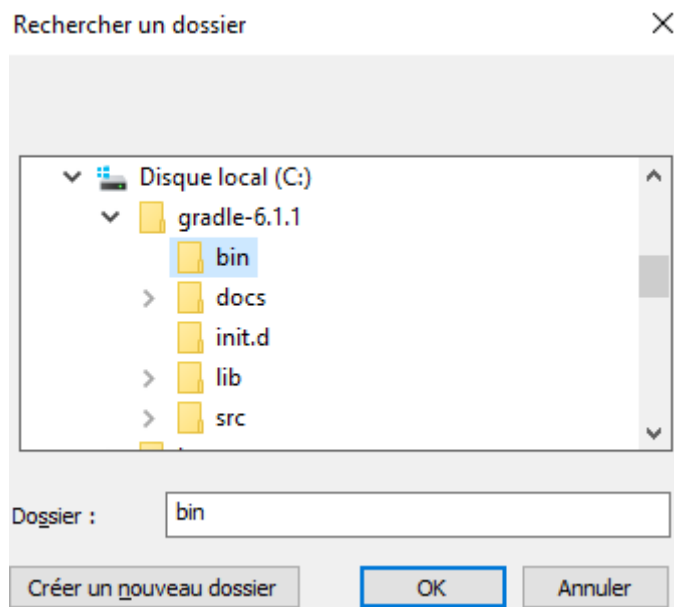 Rechercher un dossier
Disque local (C:)
gradle-6.1.1
bin
docs
init.d
lib
src
Dossier : bin
Créer un nouveau dossier OK Annuler